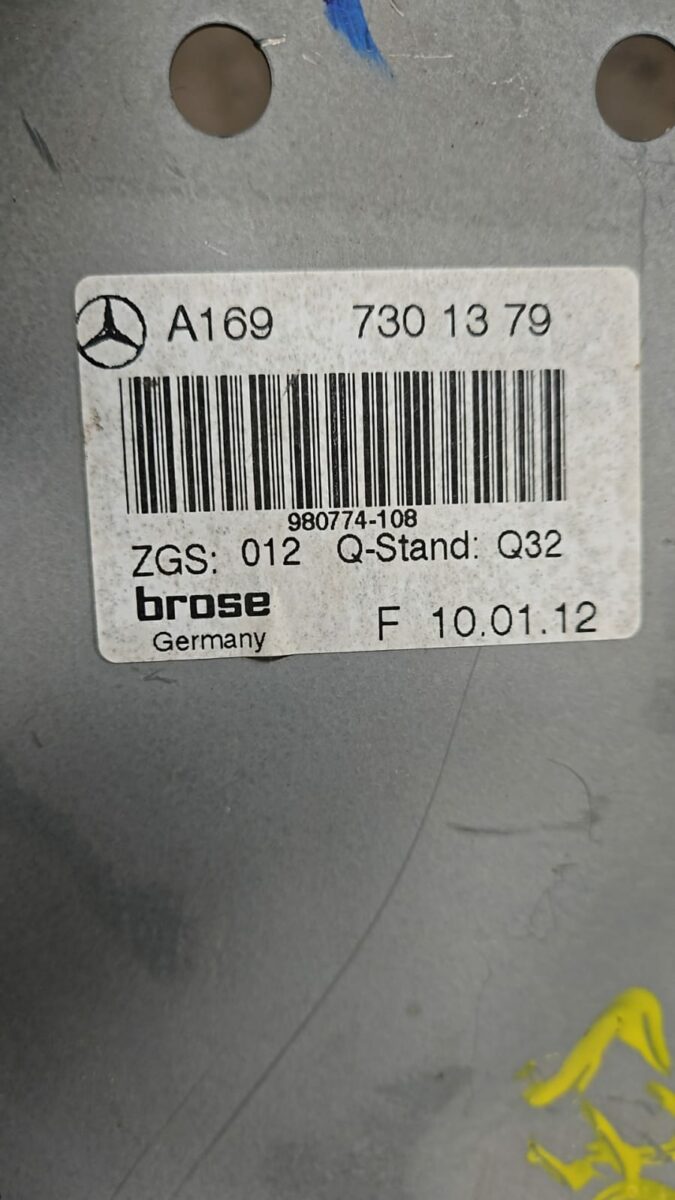 A169 730 13 79
980774-108
ZGS: 012 Q-Stand: Q32
brose
Germany
F 10.01.12